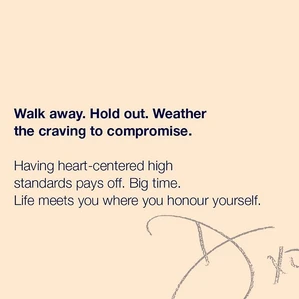 Walk away. Hold out. Weather
the craving to compromise.
Having heart-centered high
standards pays off. Big time.
Life meets you where you honour yourself.